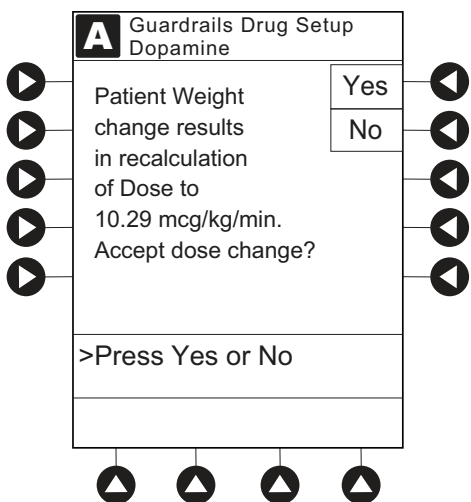 A
Guardrails Drug Setup
Dopamine
Yes
No
Patient Weight
change results
in recalculation
of Dose to
10.29 mcg/kg/min.
Accept dose change?
>Press Yes or No